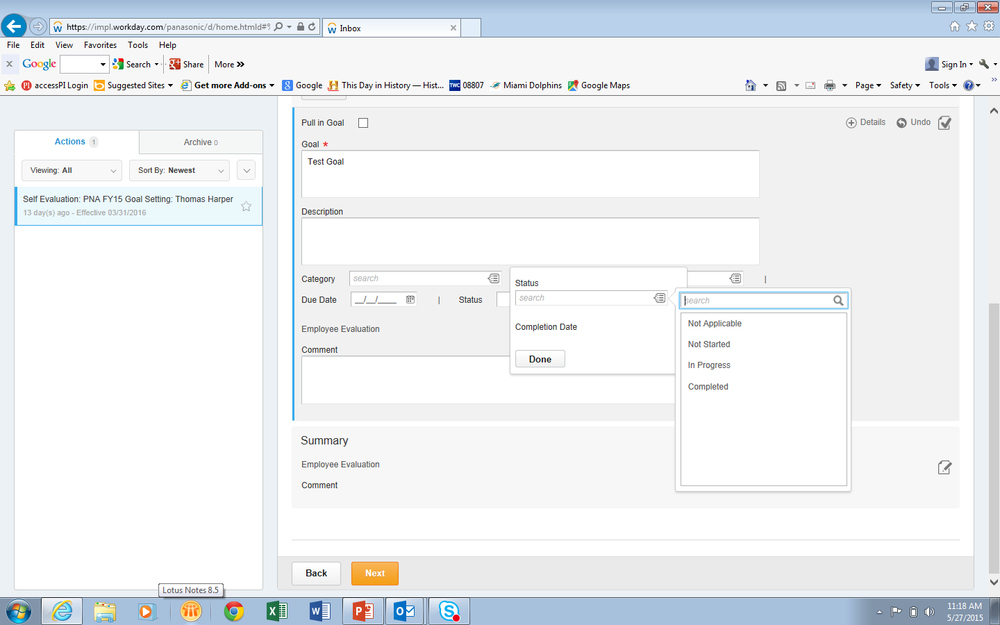 https://impl.workday.com/panasonic/d/home.htmld#
Inbox
File Edit View Favorites Tools Help
x Google Search Share More »
Sign In
accessPI Login Suggested Sites Get more Add-ons Google This Day in History — Hist... TWC 08807 Miami Dolphins Google Maps
Page Safety Tools
Actions 1
Archive 0
Viewing: All
Sort By: Newest
Self Evaluation: PNA FY15 Goal Setting: Thomas Harper
13 day(s) ago - Effective 03/31/2016
Pull in Goal
Details Undo
Goal *
Test Goal
Description
Category search
Due Date __/__/____ | Status
|
Status
search
Completion Date
Done
search
Not Applicable
Not Started
In Progress
Completed
Employee Evaluation
Comment
Summary
Employee Evaluation
Comment
Back Next
Lotus Notes 8.5
11:18 AM
5/27/2015